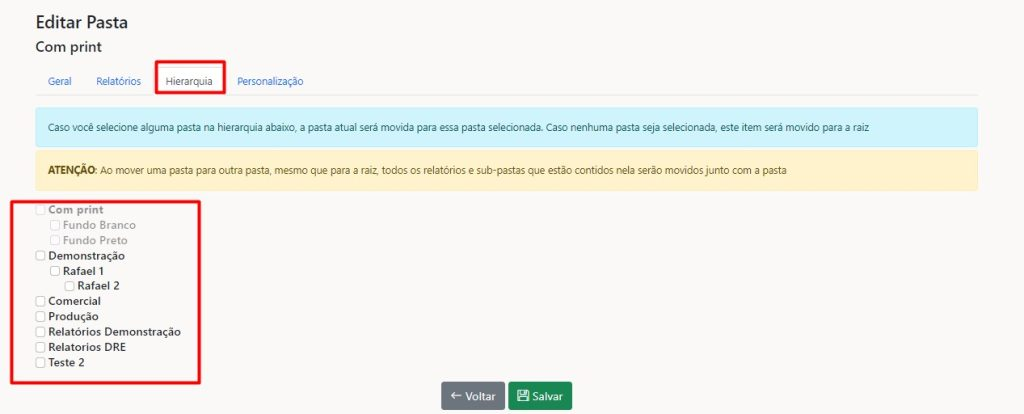 Editar Pasta
Com print
Geral Relatórios Hierarquia Personalização
Caso você selecione alguma pasta na hierarquia abaixo, a pasta atual será movida para essa pasta selecionada. Caso nenhuma pasta seja selecionada, este item será movido para a raiz
ATENÇÃO: Ao mover uma pasta para outra pasta, mesmo que para a raiz, todos os relatórios e sub-pastas que estão contidos nela serão movidos junto com a pasta
Com print
Fundo Branco
Fundo Preto
Demonstração
Rafael 1
Rafael 2
Comercial
Produção
Relatórios Demonstração
Relatorios DRE
Teste 2
← Voltar Salvar